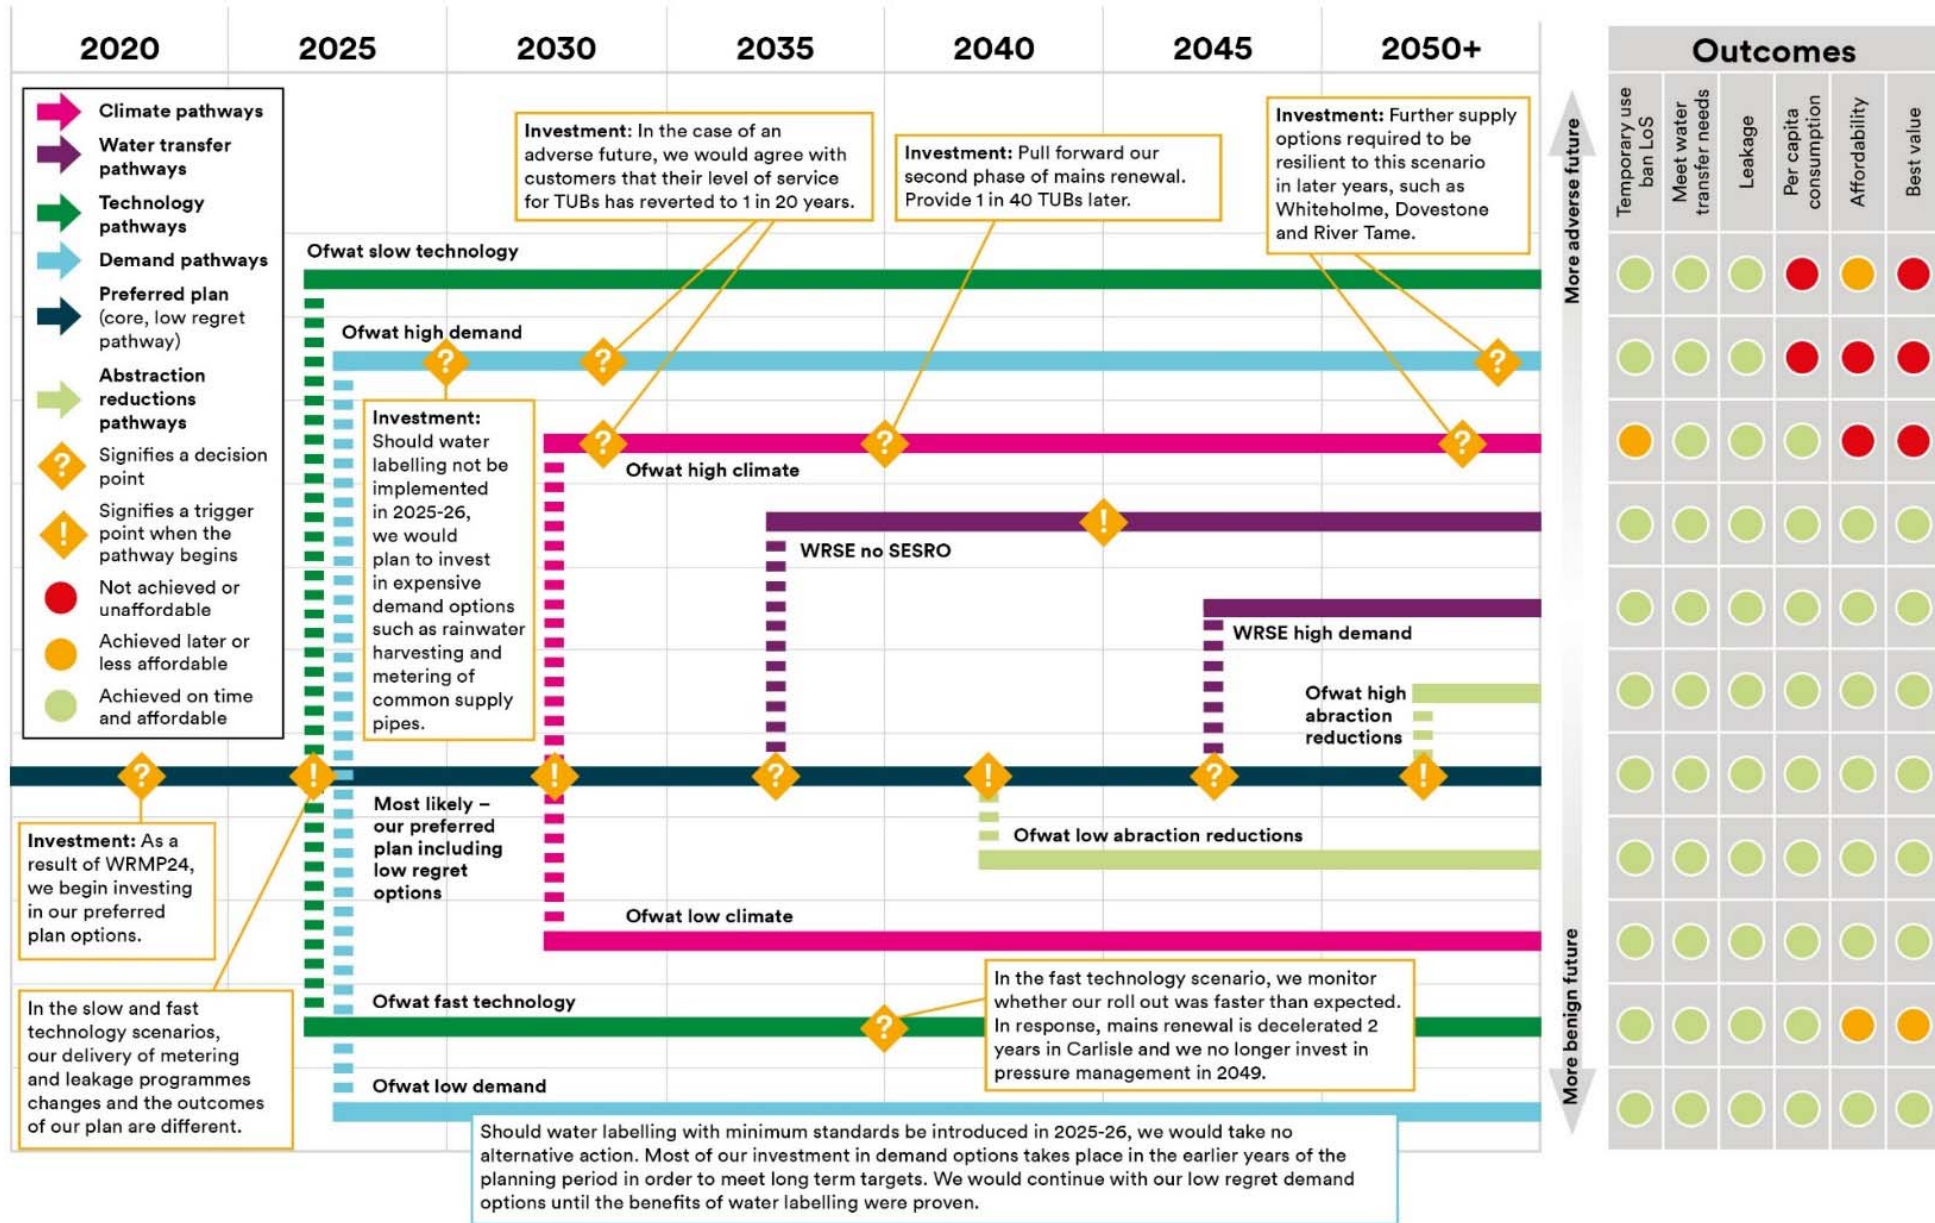 2020 2025 2030 2035 2040 2045 2050+
Outcomes
Temporary use
ban LoS
Meet water
transfer needs
Leakage
Per capita
consumption
Affordability
Best value
More adverse future
More benign future
Climate pathways
Water transfer
pathways
Technology
pathways
Demand pathways
Preferred plan
(core, low regret
pathway)
Abstraction
reductions
pathways
?
Signifies a decision
point
!
Signifies a trigger
point when the
pathway begins
Not achieved or
unaffordable
Achieved later or
less affordable
Achieved on time
and affordable
Investment: In the case of an
adverse future, we would agree with
customers that their level of service
for TUBs has reverted to 1 in 20 years.
Investment: Pull forward our
second phase of mains renewal.
Provide 1 in 40 TUBs later.
Investment: Further supply
options required to be
resilient to this scenario
in later years, such as
Whiteholme, Dovestone
and River Tame.
Ofwat slow technology
Ofwat high demand
? ? ?
Investment:
Should water
labelling not be
implemented
in 2025-26,
we would
plan to invest
in expensive
demand options
such as rainwater
harvesting and
metering of
common supply
pipes.
? ? ?
Ofwat high climate
!
WRSE no SESRO
WRSE high demand
Ofwat high
abraction
reductions
? ! ! ? ! ? !
Most likely –
our preferred
plan including
low regret
options
Investment: As a
result of WRMP24,
we begin investing
in our preferred
plan options.
Ofwat low abraction reductions
Ofwat low climate
In the slow and fast
technology scenarios,
our delivery of metering
and leakage programmes
changes and the outcomes
of our plan are different.
Ofwat fast technology
?
In the fast technology scenario, we monitor
whether our roll out was faster than expected.
In response, mains renewal is decelerated 2
years in Carlisle and we no longer invest in
pressure management in 2049.
Ofwat low demand
Should water labelling with minimum standards be introduced in 2025-26, we would take no
alternative action. Most of our investment in demand options takes place in the earlier years of the
planning period in order to meet long term targets. We would continue with our low regret demand
options until the benefits of water labelling were proven.